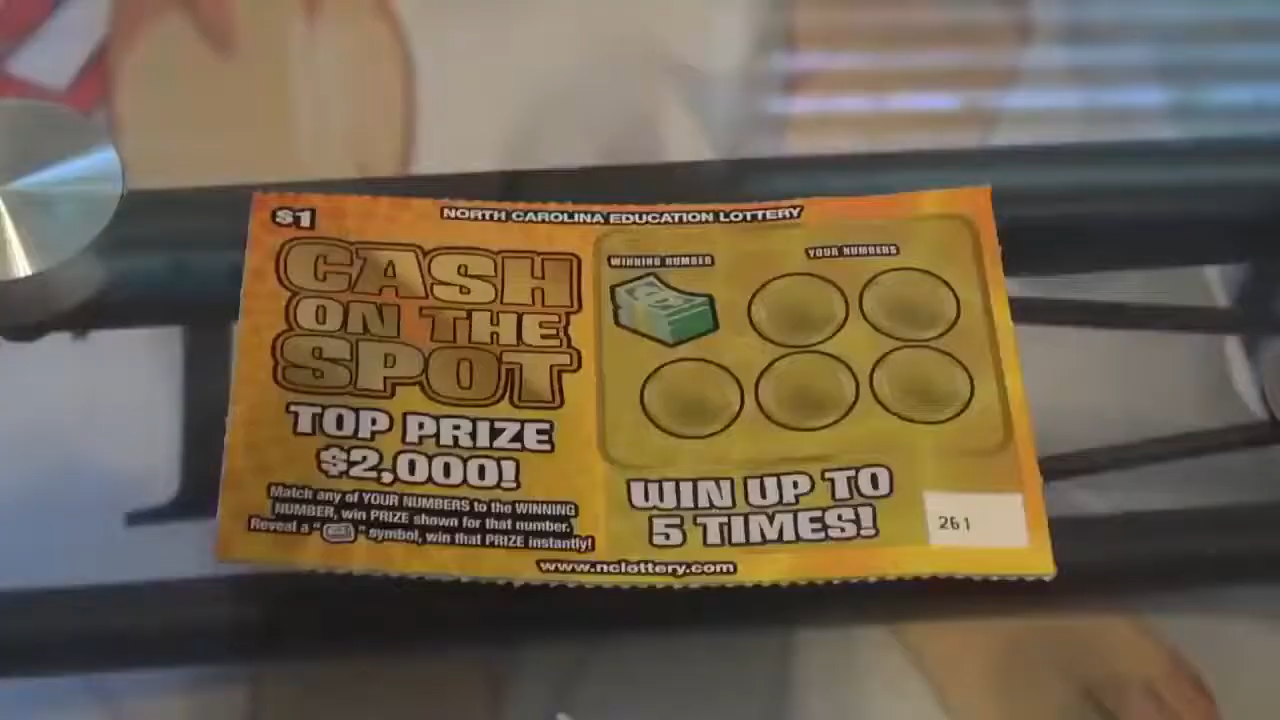 $1
NORTH CAROLINA EDUCATION LOTTERY
CASH
ON THE
SPOT
TOP PRIZE
$2,000!
Match any of YOUR NUMBERS to the WINNING
NUMBER, win PRIZE shown for that number.
Reveal a " " symbol, win that PRIZE instantly!
WINNING NUMBER
YOUR NUMBERS
WIN UP TO
5 TIMES!
261
www.nclottery.com